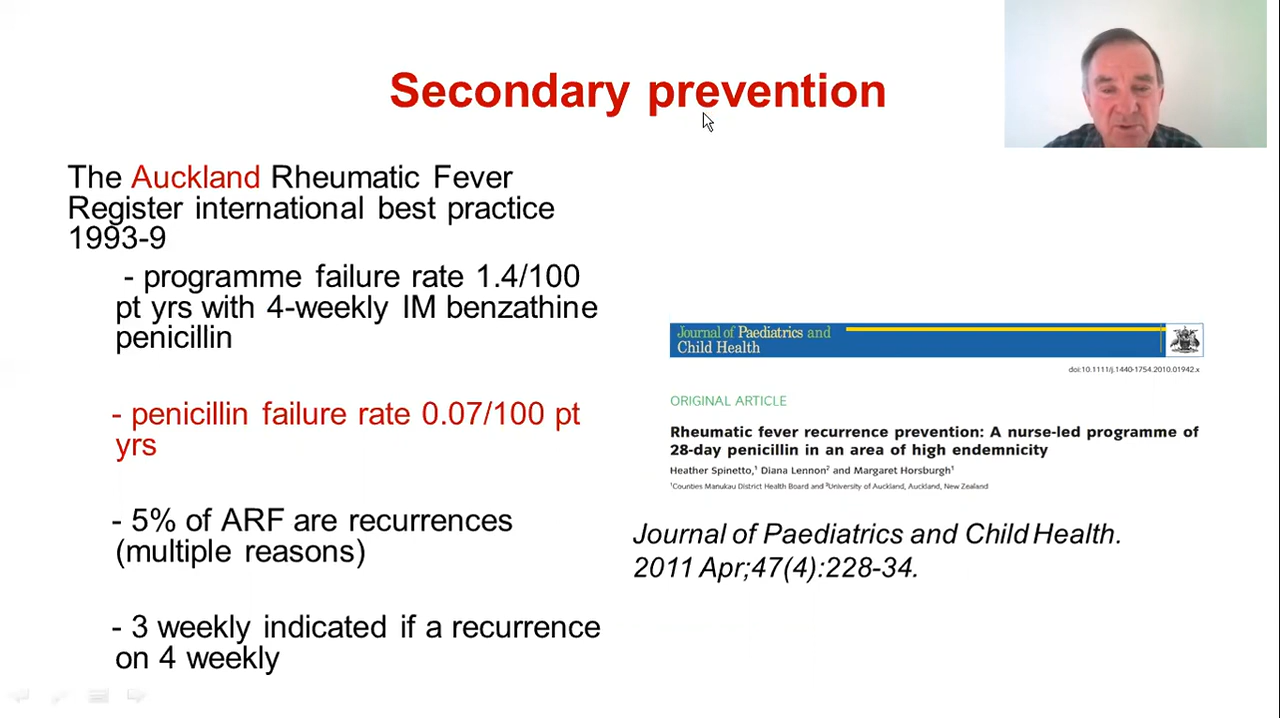 Secondary prevention
The Auckland Rheumatic Fever
Register international best practice
1993-9
- programme failure rate 1.4/100
pt yrs with 4-weekly IM benzathine
penicillin
- penicillin failure rate 0.07/100 pt
yrs
- 5% of ARF are recurrences
(multiple reasons)
- 3 weekly indicated if a recurrence
on 4 weekly
Journal of Paediatrics and
Child Health
doi:10.1111/j.1440-1754.2010.01942.x
ORIGINAL ARTICLE
Rheumatic fever recurrence prevention: A nurse-led programme of
28-day penicillin in an area of high endemnicity
Heather Spinetto,¹ Diana Lennon² and Margaret Horsburgh¹
¹Counties Manukau District Health Board and ²University of Auckland, Auckland, New Zealand
Journal of Paediatrics and Child Health.
2011 Apr;47(4):228-34.